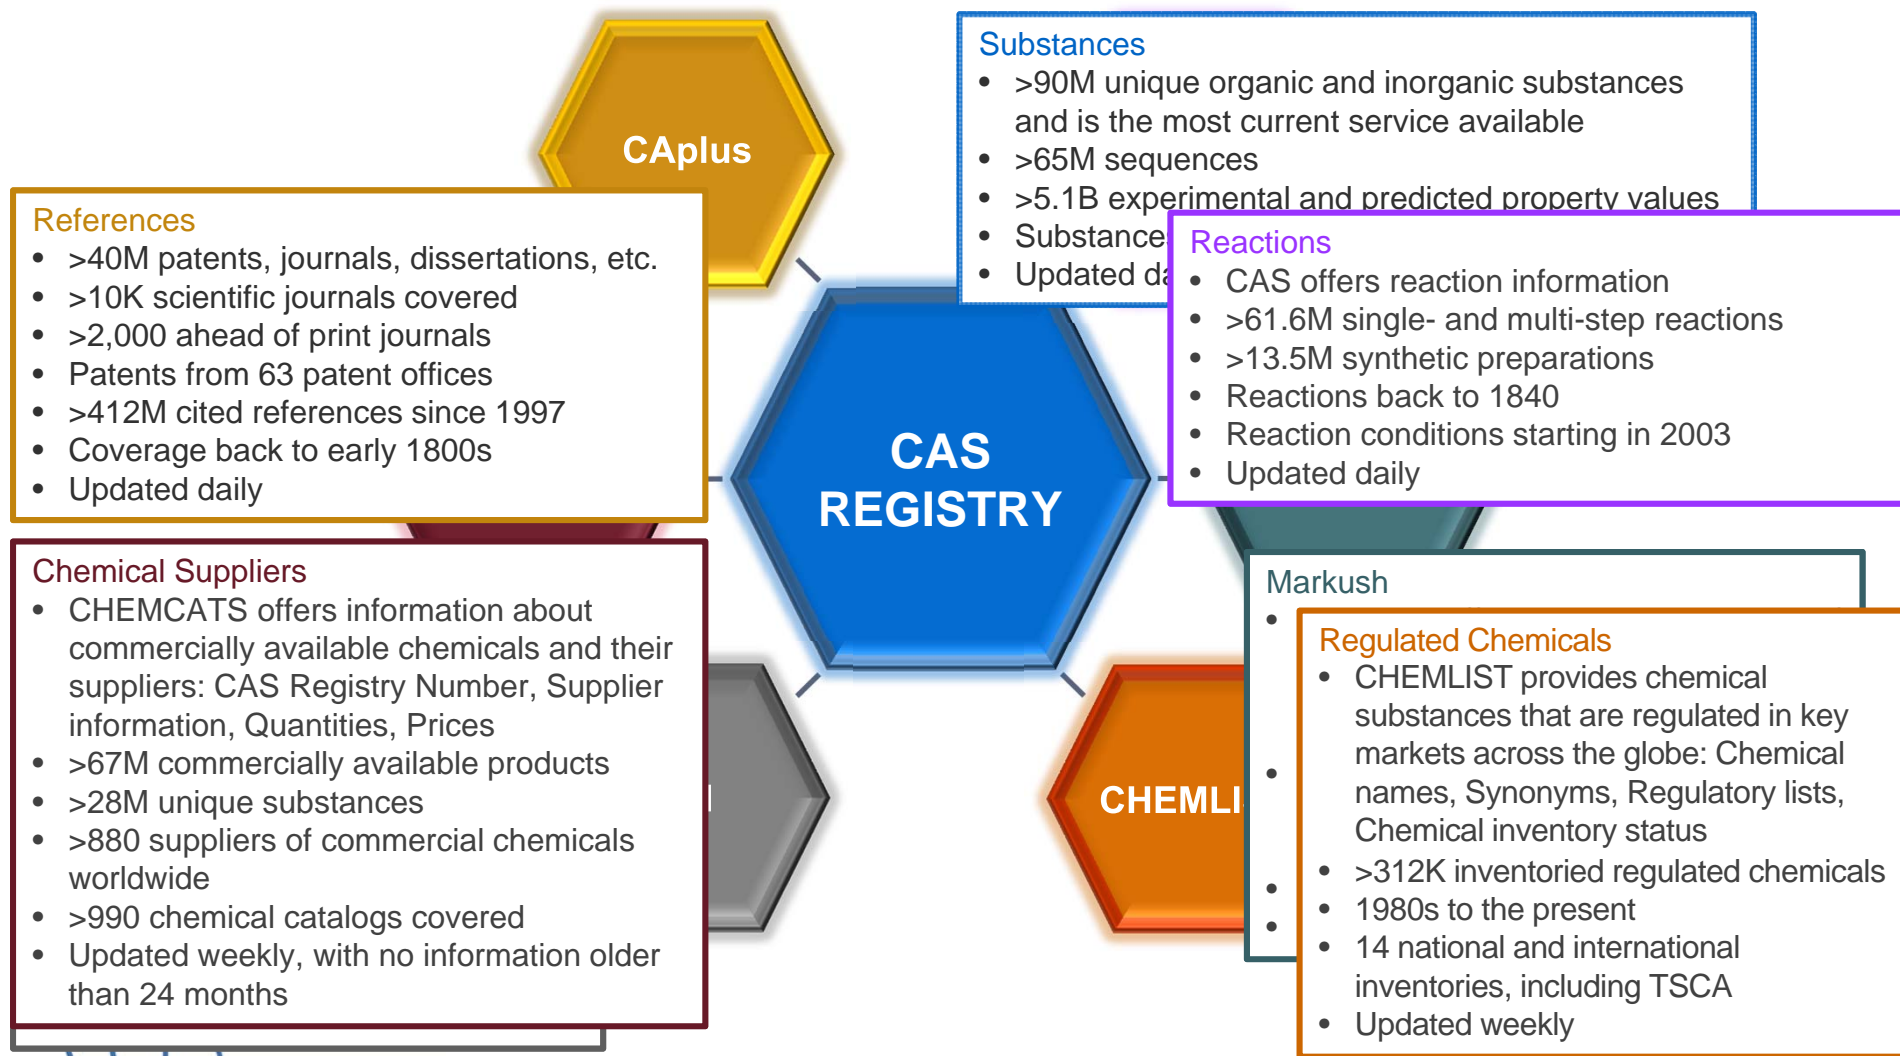 CAplus
Substances
• >90M unique organic and inorganic substances
and is the most current service available
• >65M sequences
• >5.1B experimental and predicted property values
•
• Updated
References
• >40M patents, journals, dissertations, etc.
• >10K scientific journals covered
• >2,000 ahead of print journals
• Patents from 63 patent offices
• >412M cited references since 1997
• Coverage back to early 1800s
• Updated daily
Reactions
• CAS offers reaction information
• >61.6M single- and multi-step reactions
• >13.5M synthetic preparations
• Reactions back to 1840
• Reaction conditions starting in 2003
• Updated daily
CAS
REGISTRY
Chemical Suppliers
• CHEMCATS offers information about
commercially available chemicals and their
suppliers: CAS Registry Number, Supplier
information, Quantities, Prices
• >67M commercially available products
• >28M unique substances
• >880 suppliers of commercial chemicals
worldwide
• >990 chemical catalogs covered
• Updated weekly, with no information older
than 24 months
CHEMLI
Markush
Regulated Chemicals
• CHEMLIST provides chemical
substances that are regulated in key
markets across the globe: Chemical
names, Synonyms, Regulatory lists,
Chemical inventory status
• >312K inventoried regulated chemicals
• 1980s to the present
• 14 national and international
inventories, including TSCA
• Updated weekly